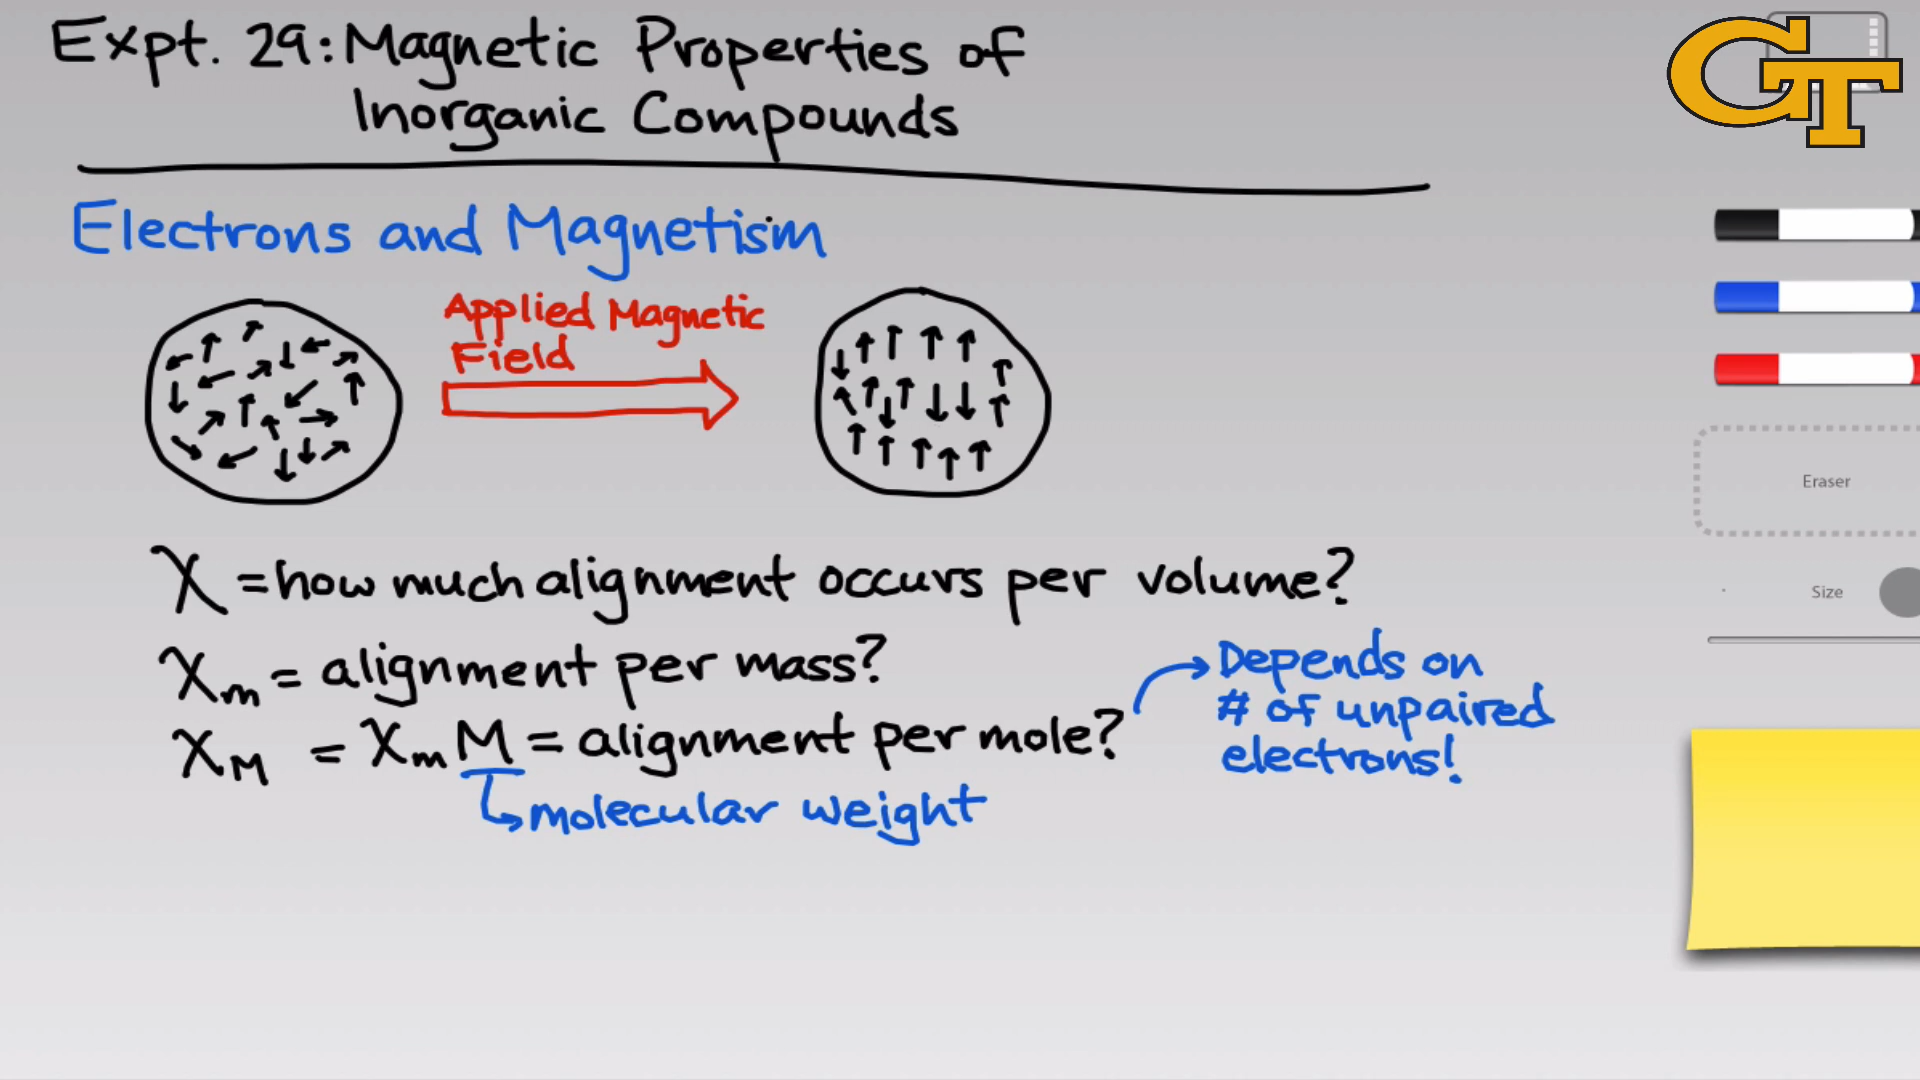 Expt. 29: Magnetic Properties of
Inorganic Compounds
GT
Electrons and Magnetism
Applied Magnetic
Field
Eraser
χ = how much alignment occurs per volume?
Size
χm = alignment per mass?
Depends on
# of unpaired
electrons!
χM = χm M = alignment per mole?
molecular weight